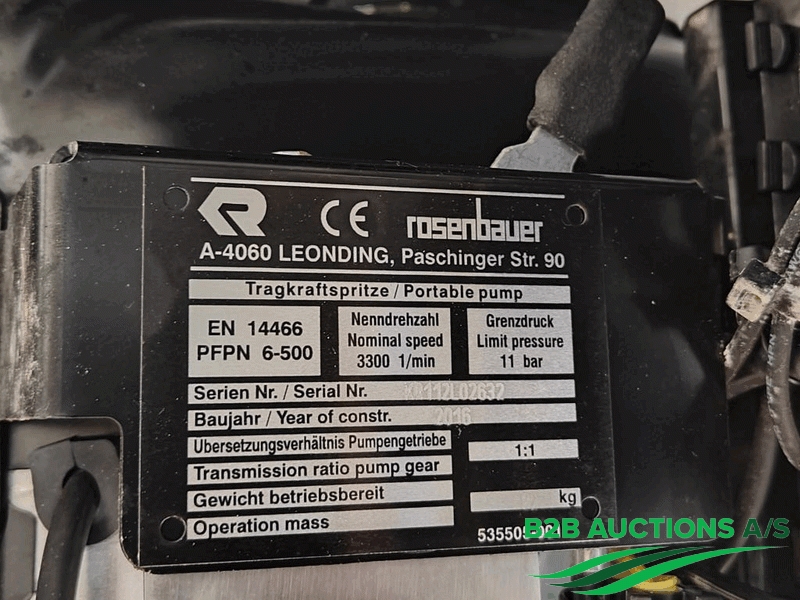 R CE rosenbauer
A-4060 LEONDING, Paschinger Str. 90
Tragkraftspritze / Portable pump
EN 14466
PFPN 6-500
Nenndrehzahl
Nominal speed
3300 1/min
Grenzdruck
Limit pressure
11 bar
Serien Nr. / Serial Nr.
Baujahr / Year of constr. 2016
Übersetzungsverhältnis Pumpengetriebe
Transmission ratio pump gear
1:1
Gewicht betriebsbereit
Operation mass
kg
B2B AUCTIONS A/S